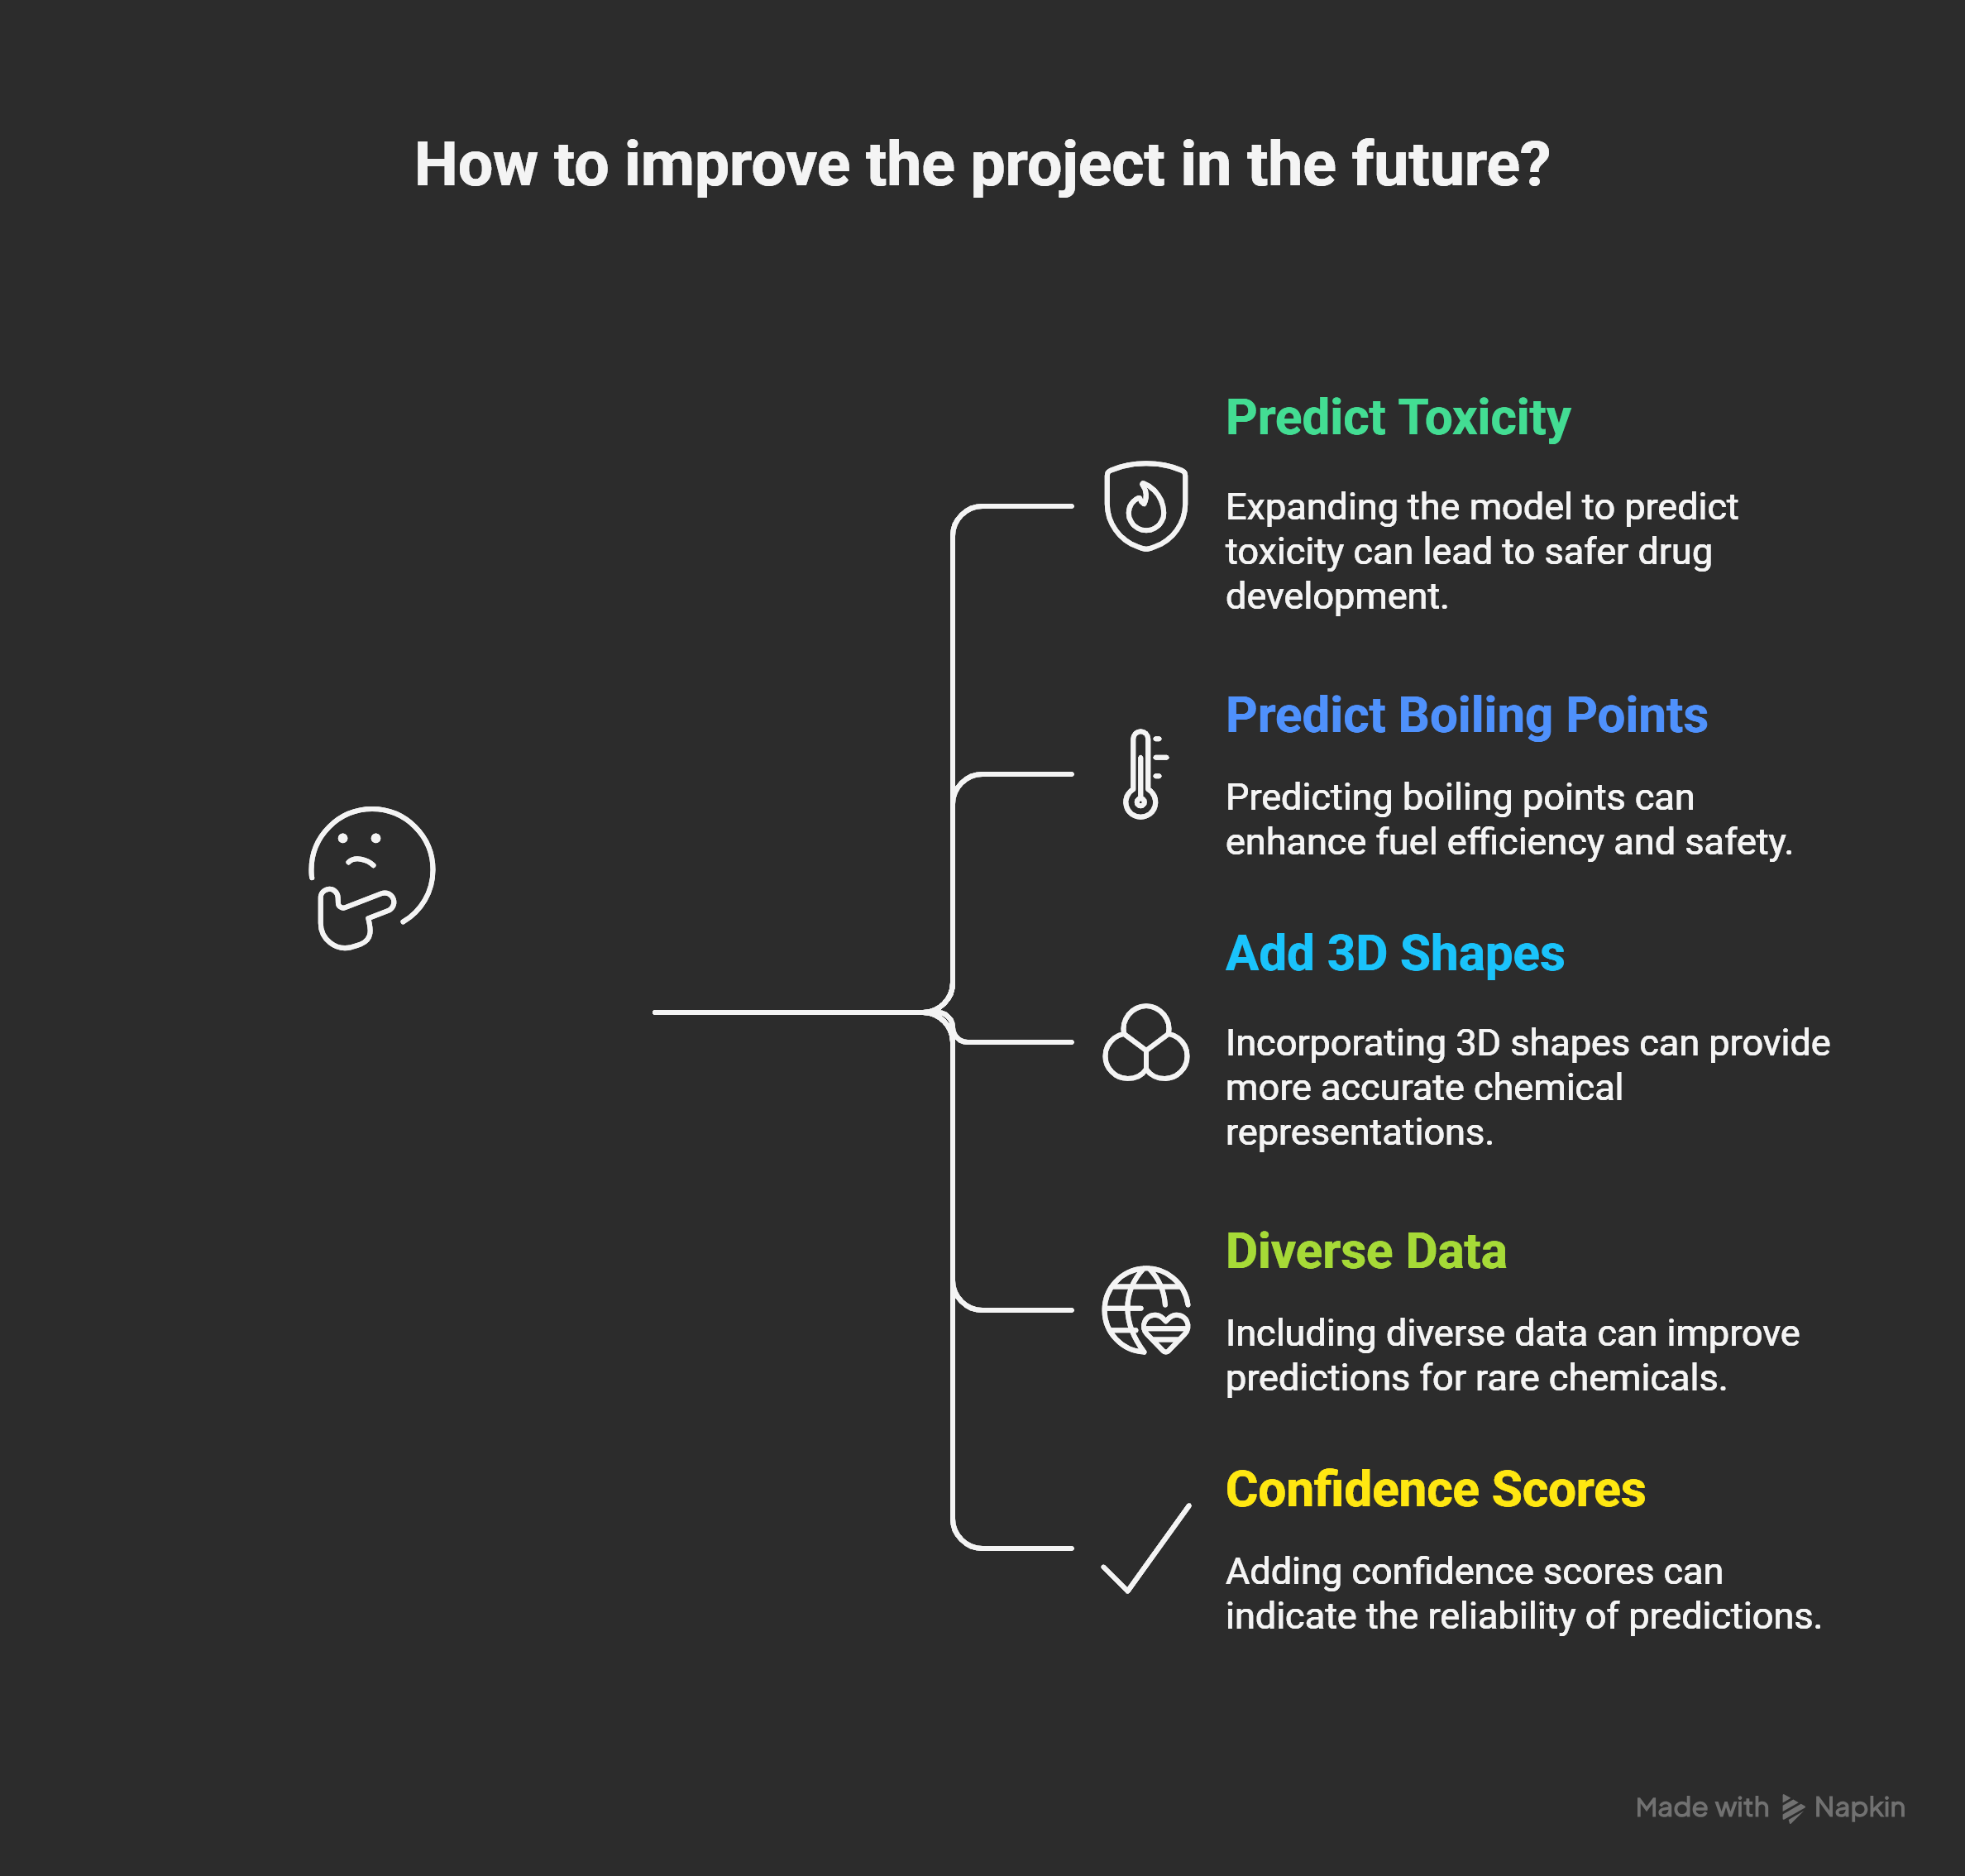 How to improve the project in the future?
Predict Toxicity
Expanding the model to predict
toxicity can lead to safer drug
development.
Predict Boiling Points
Predicting boiling points can
enhance fuel efficiency and safety.
Add 3D Shapes
Incorporating 3D shapes can provide
more accurate chemical
representations.
Diverse Data
Including diverse data can improve
predictions for rare chemicals.
Confidence Scores
Adding confidence scores can
indicate the reliability of predictions.
Made with Napkin